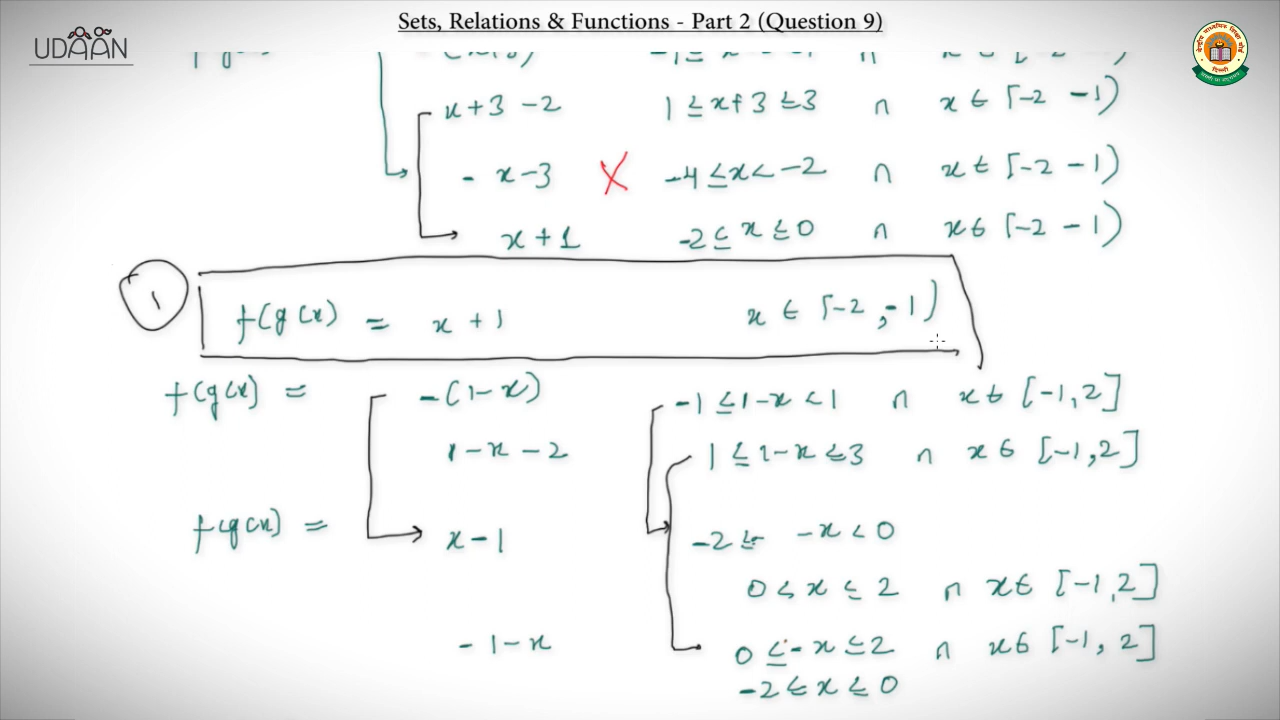 Sets, Relations & Functions - Part 2 (Question 9)
UDAAN
x+3 -2 1 ≤ x+3 ≤ 3 ∩ x ∈ [-2 -1)
- x-3 X -4 ≤ x < -2 ∩ x ∈ [-2 -1)
x+1 -2 ≤ x ≤ 0 ∩ x ∈ [-2 -1)
1
f(g(x) = x + 1 x ∈ [-2, -1)
f(g(x) = -(1-x) -1 ≤ 1-x < 1 ∩ x ∈ [-1,2]
1-x-2 1 ≤ 1-x ≤ 3 ∩ x ∈ [-1,2]
f(g(x) = x-1 -2 ≤ -x < 0
0 < x ≤ 2 ∩ x ∈ [-1,2]
-1-x 0 ≤ -x ≤ 2 ∩ x ∈ [-1, 2]
-2 ≤ x ≤ 0